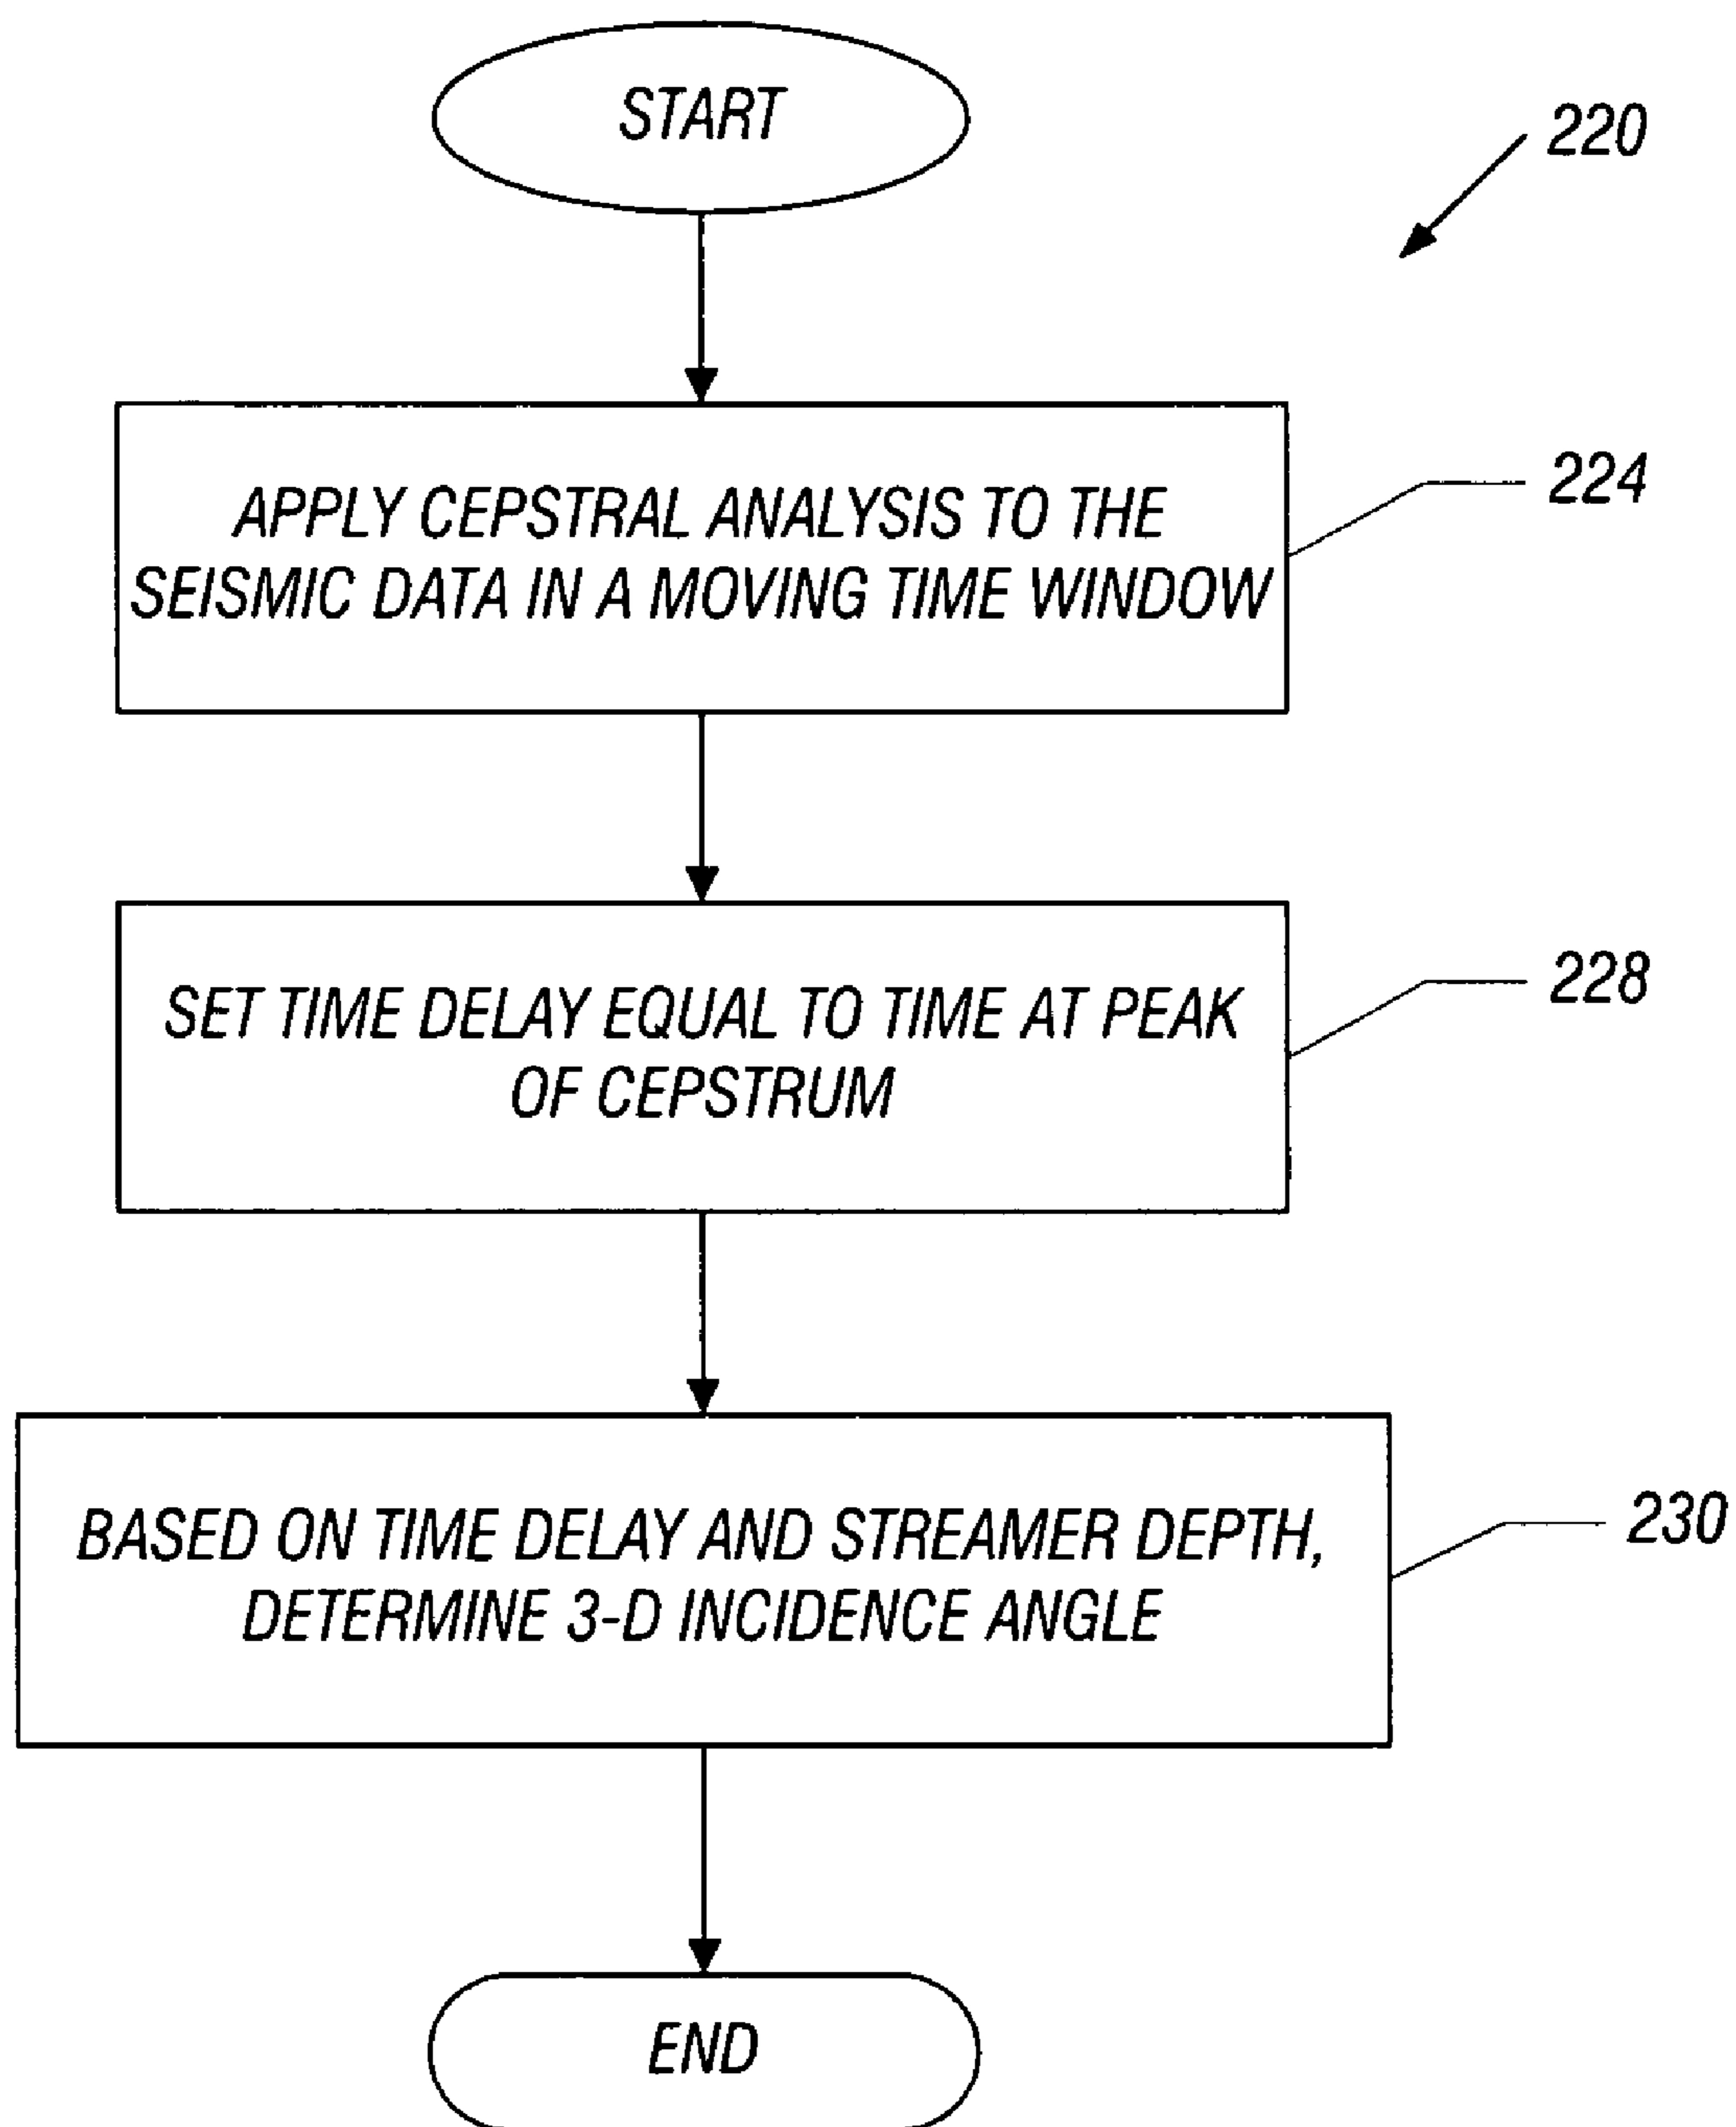 START
220
APPLY CEPSTRAL ANALYSIS TO THE
SEISMIC DATA IN A MOVING TIME WINDOW
224
SET TIME DELAY EQUAL TO TIME AT PEAK
OF CEPSTRUM
228
BASED ON TIME DELAY AND STREAMER DEPTH,
DETERMINE 3-D INCIDENCE ANGLE
230
END